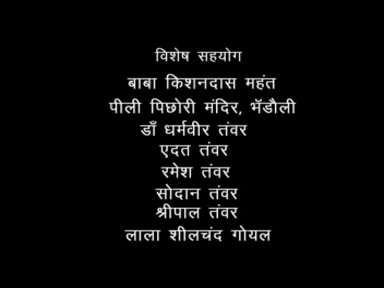 विशेष सहयोग
बाबा किशनदास महंत
पीली पिछोरी मंदिर, भॅडौली
डाँ धर्मवीर तंवर
एदत तंवर
रमेश तंवर
सोदान तंवर
श्रीपाल तंवर
लाला शीलचंद गोयल